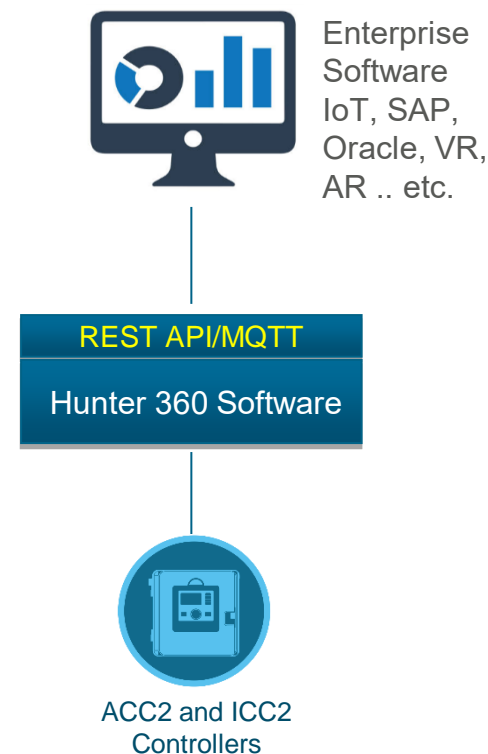 Enterprise
Software
IoT, SAP,
Oracle, VR,
AR .. etc.
REST API/MQTT
Hunter 360 Software
ACC2 and ICC2
Controllers